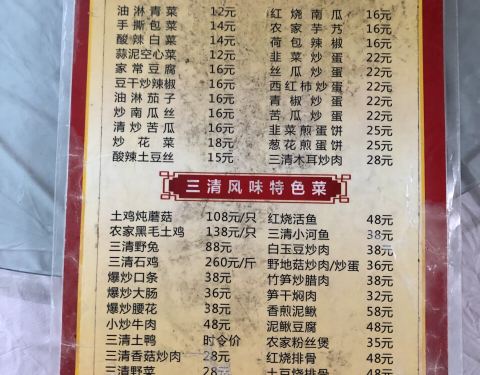 油淋青菜 12元
手撕包菜 14元
酸辣白菜 14元
蒜泥空心菜 12元
家常豆腐 16元
豆干炒辣椒 16元
油淋茄子 16元
炒南瓜丝 16元
清炒苦瓜 16元
炒花菜 18元
酸辣土豆丝 15元
红烧南瓜 16元
农家芋艿 16元
荷包辣椒 16元
韭菜炒蛋 22元
丝瓜炒蛋 22元
西红柿炒蛋 22元
青椒炒蛋 22元
苦瓜炒蛋 22元
韭菜煎蛋饼 25元
葱花煎蛋饼 25元
三清木耳炒肉 28元
三清风味特色菜
土鸡炖蘑菇 108元/只
农家黑毛土鸡 138元/只
三清野兔 88元
三清石鸡 260元/斤
爆炒口条 38元
爆炒大肠 36元
爆炒腰花 38元
小炒牛肉 48元
三清土鸭 时令价
三清香菇炒肉 28元
三清野菜 28元
红烧活鱼 48元
三清小河鱼 38元
白玉豆炒肉 38元
野地菇炒肉/炒蛋 36元
竹笋炒腊肉 38元
笋干焖肉 32元
香煎泥鳅 58元
泥鳅豆腐 48元
农家粉丝煲 35元
红烧排骨 48元
土豆烧排骨 48元